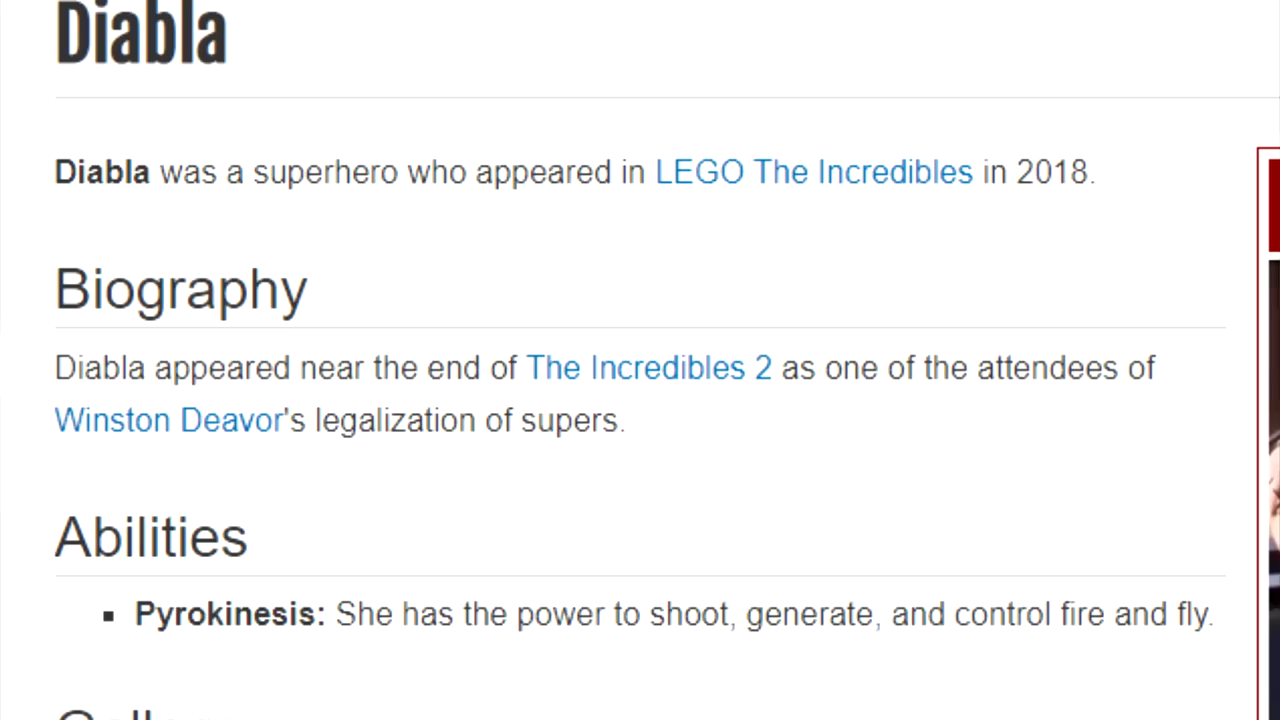 Diabla
Diabla was a superhero who appeared in LEGO The Incredibles in 2018.
Biography
Diabla appeared near the end of The Incredibles 2 as one of the attendees of
Winston Deavor's legalization of supers.
Abilities
▪ Pyrokinesis: She has the power to shoot, generate, and control fire and fly.